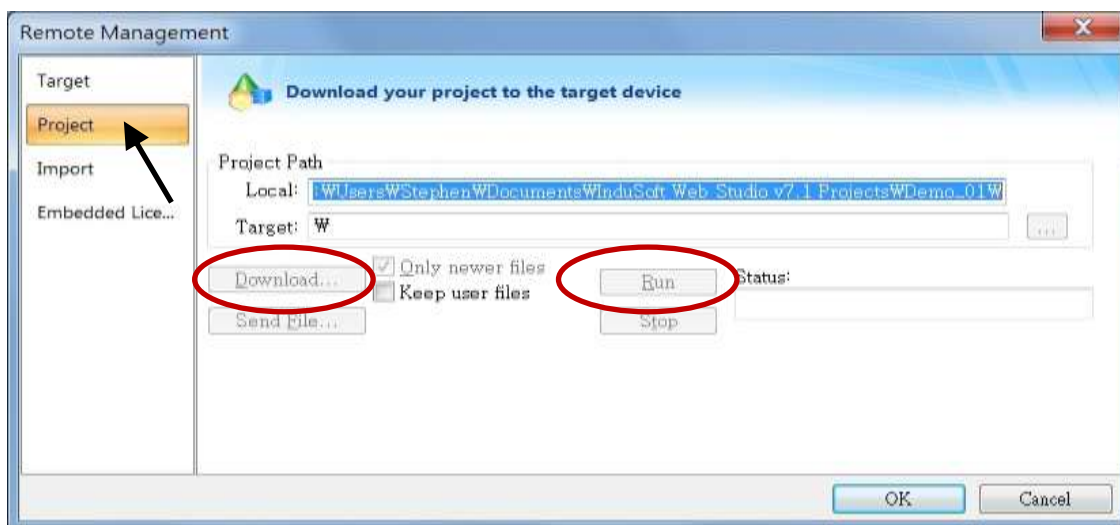 Remote Management
Target
Project
Import
Embedded Lice...
Download your project to the target device
Project Path
Local: :₩Users₩Stephen₩Documents₩InduSoft Web Studio v7.1 Projects₩Demo_01₩
Target: ₩
...
Download...
Only newer files
Keep user files
Send File...
Run
Stop
Status:
OK
Cancel